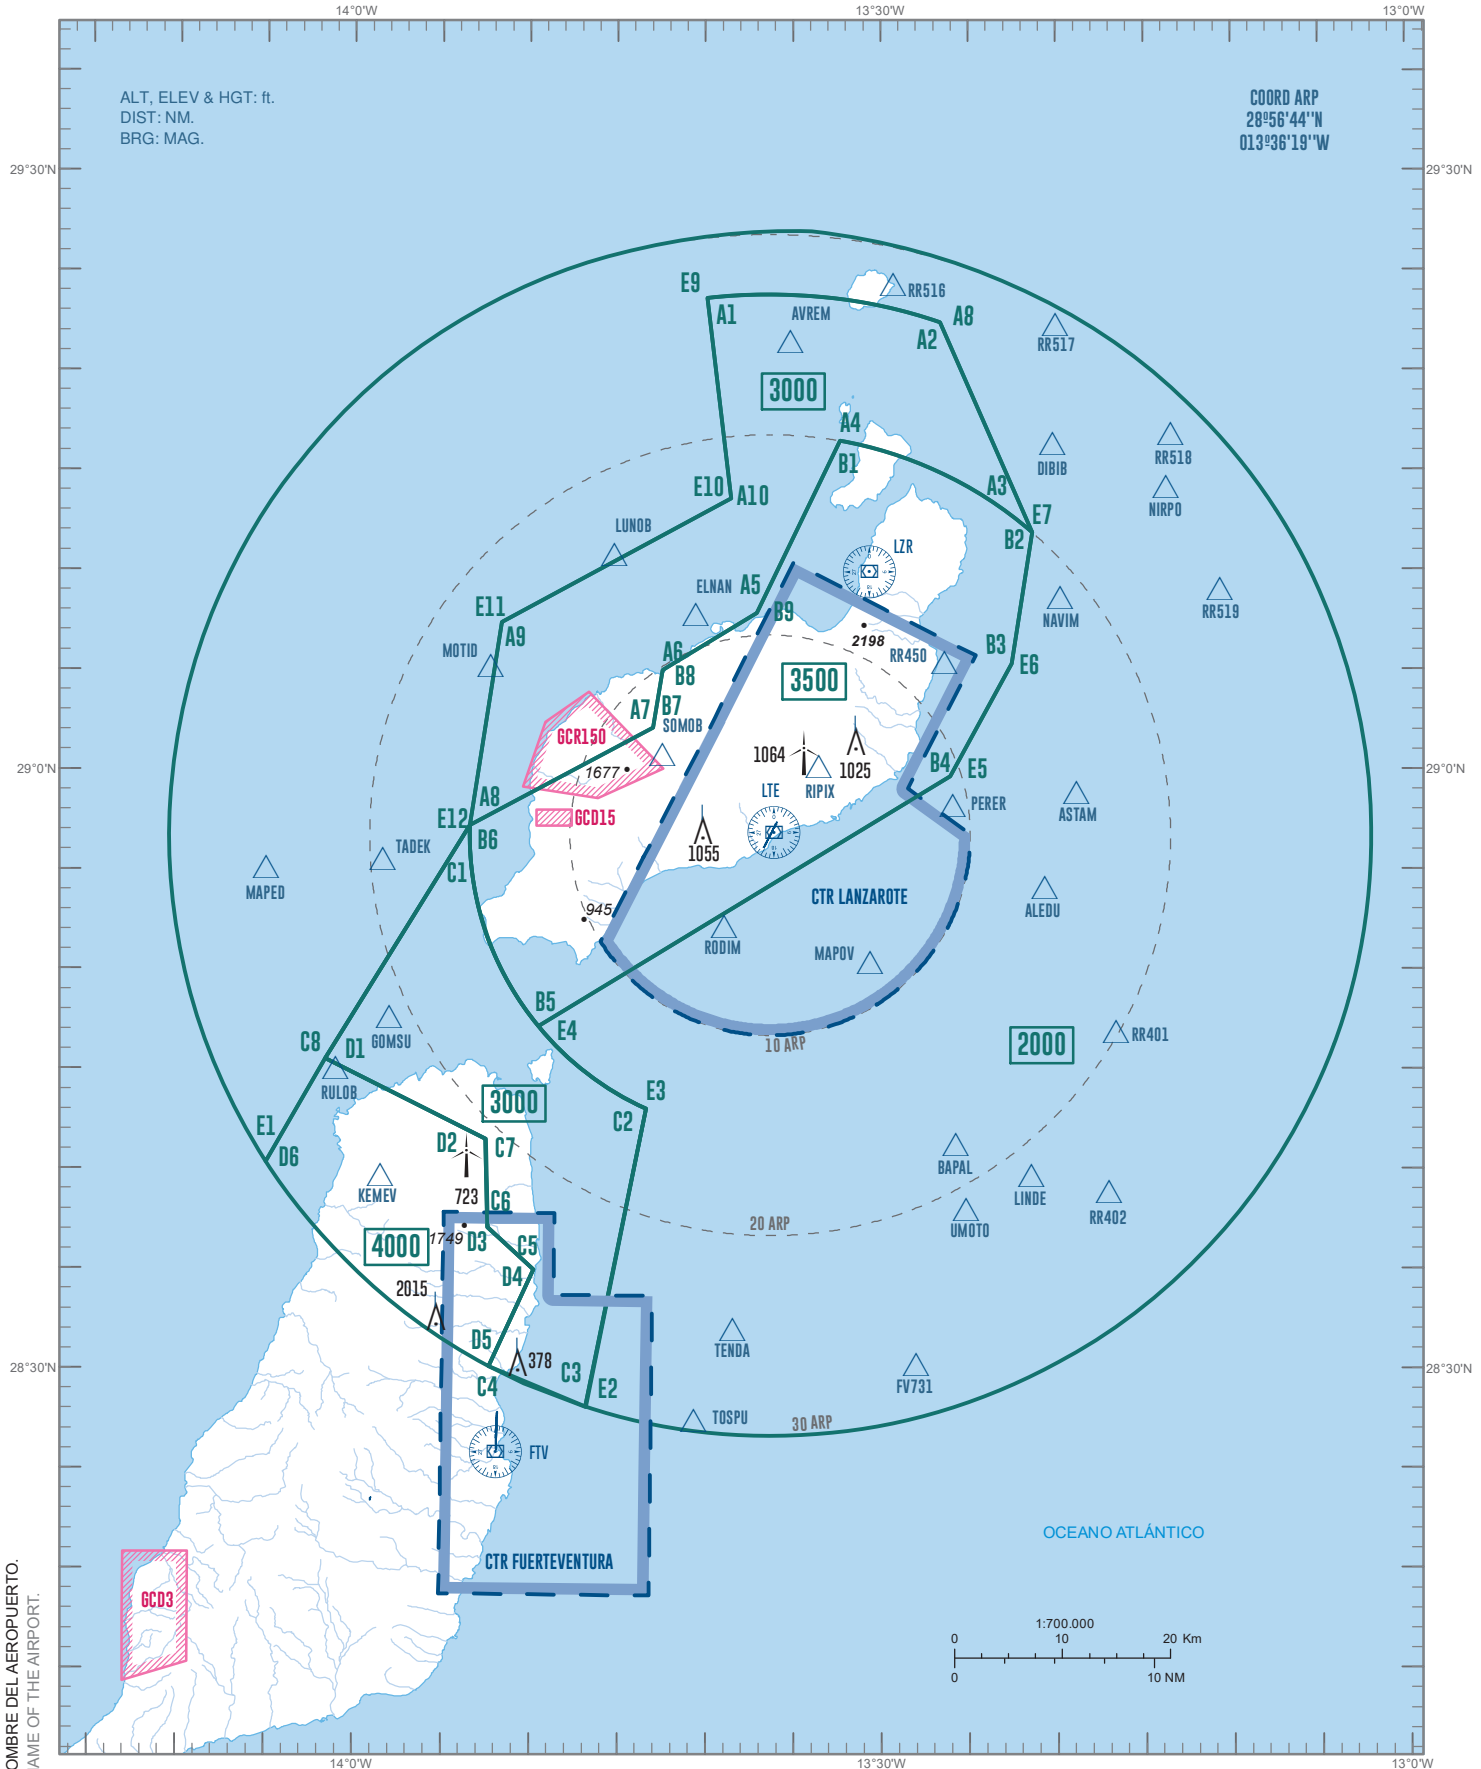 14°0'W
13°30'W
13°0'W
ALT, ELEV & HGT: ft.
DIST: NM.
BRG: MAG.
COORD ARP
28º56'44''N
013º36'19''W
29°30'N
29°30'N
E9
A1
AVREM
RR516
A8
A2
RR517
3000
A4
B1
DIBIB
RR518
E10
A10
A3
NIRPO
E7
B2
LUNOB
LZR
ELNAN
A5
B9
E11
A9
NAVIM
RR519
2198
MOTID
A6
B8
RR450
B3
E6
3500
A7
B7
SOMOB
GCR150
1677
1064
1025
RIPIX
B4
E5
29°0'N
29°0'N
A8
LTE
PERER
ASTAM
E12
B6
GCD15
1055
TADEK
C1
MAPED
CTR LANZAROTE
ALEDU
945
RODIM
MAPOV
B5
E4
C8
D1
GOMSU
10 ARP
2000
RR401
RULOB
3000
E3
C2
E1
D6
D2
C7
BAPAL
KEMEV
723
C6
LINDE
RR402
20 ARP
UMOTO
4000
1749
D3
C5
D4
2015
D5
378
TENDA
28°30'N
28°30'N
C4
C3
E2
FV731
TOSPU
30 ARP
FTV
OCEANO ATLÁNTICO
CTR FUERTEVENTURA
GCD3
1:700.000
0
10
20 Km
0
10 NM
OMBRE DEL AEROPUERTO.
AME OF THE AIRPORT.
14°0'W
13°30'W
13°0'W